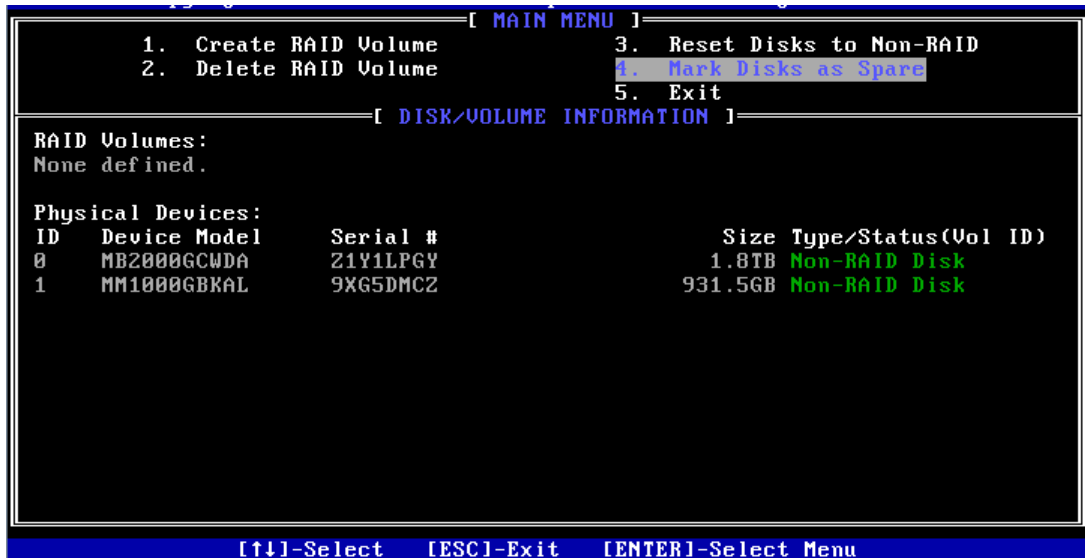 [ MAIN MENU ]
1. Create RAID Volume 3. Reset Disks to Non-RAID
2. Delete RAID Volume 4. Mark Disks as Spare
5. Exit
[ DISK/VOLUME INFORMATION ]
RAID Volumes:
None defined.
Physical Devices:
ID Device Model Serial # Size Type/Status(Vol ID)
0 MB2000GCWDA Z1Y1LPGY 1.8TB Non-RAID Disk
1 MM1000GBKAL 9XG5DMCZ 931.5GB Non-RAID Disk
[↑↓]-Select [ESC]-Exit [ENTER]-Select Menu